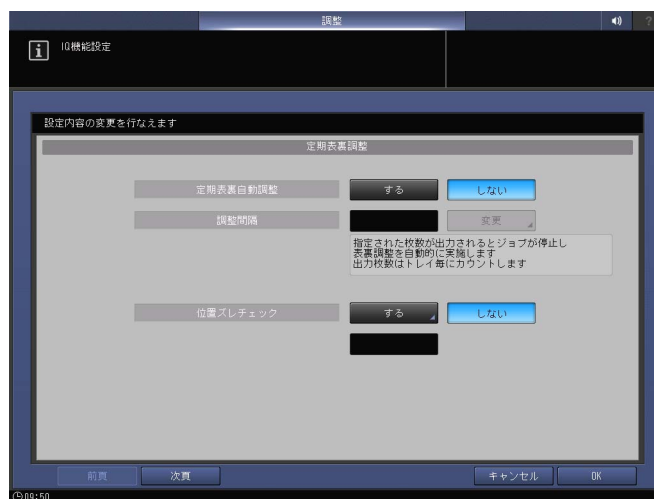 調整
?
i IQ機能設定
設定内容の変更を行なえます
定期表裏調整
定期表裏自動調整 する しない
調整間隔 変更
指定された枚数が出力されるとジョブが停止し
表裏調整を自動的に実施します
出力枚数はトレイ毎にカウントします
位置ズレチェック する しない
前頁 次頁 キャンセル OK
09:50